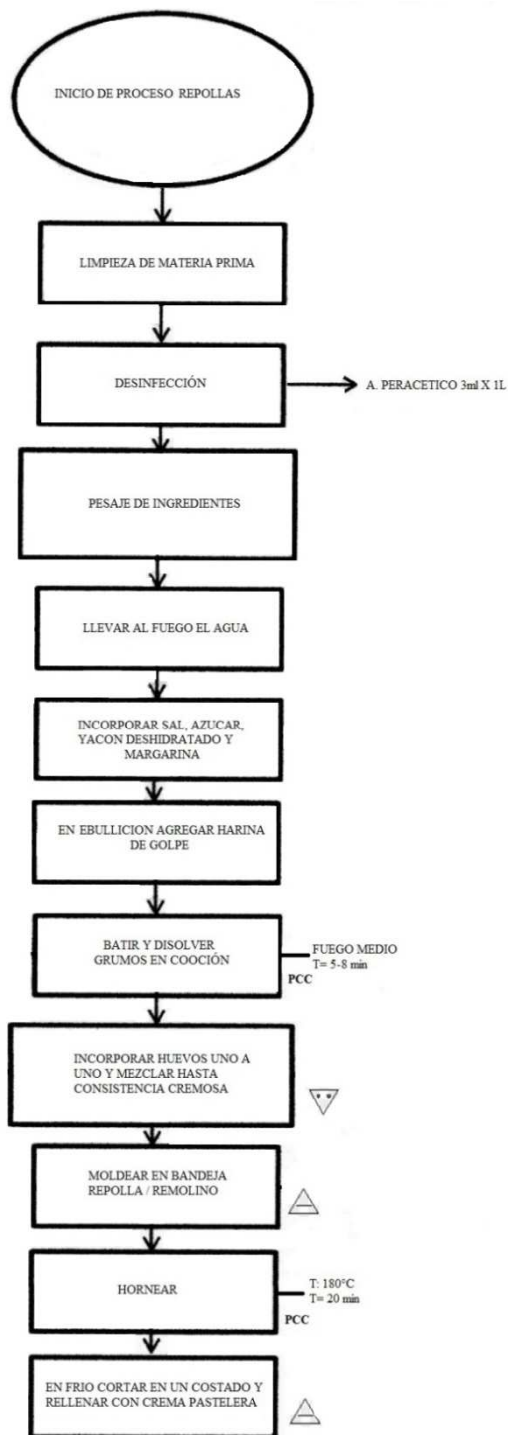 INICIO DE PROCESO REPOLLAS
LIMPIEZA DE MATERIA PRIMA
DESINFECCIÓN
A. PERACETICO 3ml X 1L
PESAJE DE INGREDIENTES
LLEVAR AL FUEGO EL AGUA
INCORPORAR SAL, AZUCAR,
YACON DESHIDRATADO Y
MARGARINA
EN EBULLICION AGREGAR HARINA
DE GOLPE
BATIR Y DISOLVER
GRUMOS EN COOCIÓN
FUEGO MEDIO
T= 5-8 min
PCC
INCORPORAR HUEVOS UNO A
UNO Y MEZCLAR HASTA
CONSISTENCIA CREMOSA
MOLDEAR EN BANDEJA
REPOLLA / REMOLINO
HORNEAR
T: 180°C
T= 20 min
PCC
EN FRIO CORTAR EN UN COSTADO Y
RELLENAR CON CREMA PASTELERA